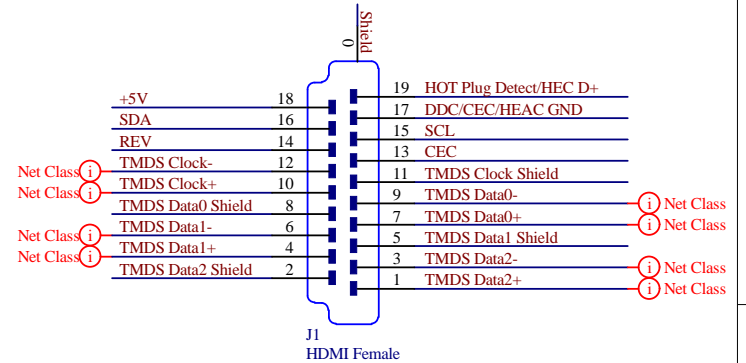 Shield
0
19 HOT Plug Detect/HEC D+
+5V 18
17 DDC/CEC/HEAC GND
SDA 16
15 SCL
REV 14
13 CEC
Net Class i TMDS Clock- 12
11 TMDS Clock Shield
Net Class i TMDS Clock+ 10
9 TMDS Data0- i Net Class
TMDS Data0 Shield 8
7 TMDS Data0+ i Net Class
Net Class i TMDS Data1- 6
5 TMDS Data1 Shield
Net Class i TMDS Data1+ 4
3 TMDS Data2- i Net Class
TMDS Data2 Shield 2
1 TMDS Data2+ i Net Class
J1
HDMI Female